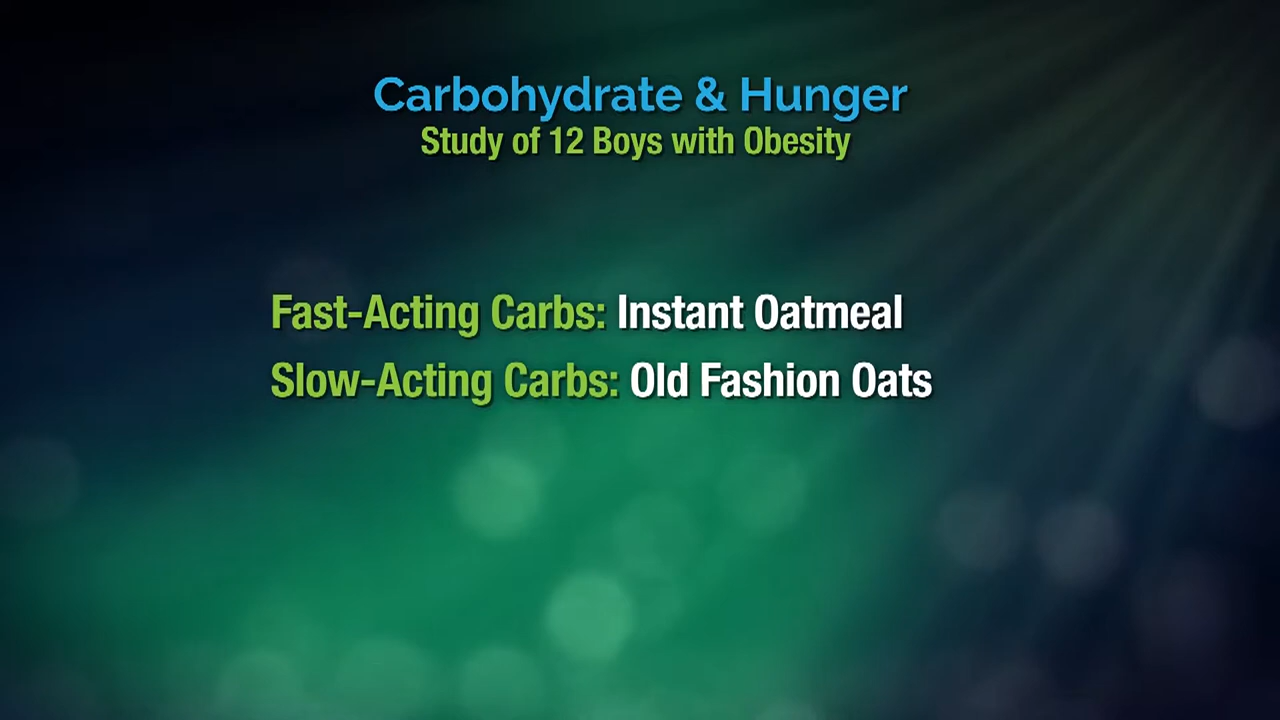 Carbohydrate & Hunger
Study of 12 Boys with Obesity
Fast-Acting Carbs: Instant Oatmeal
Slow-Acting Carbs: Old Fashion Oats